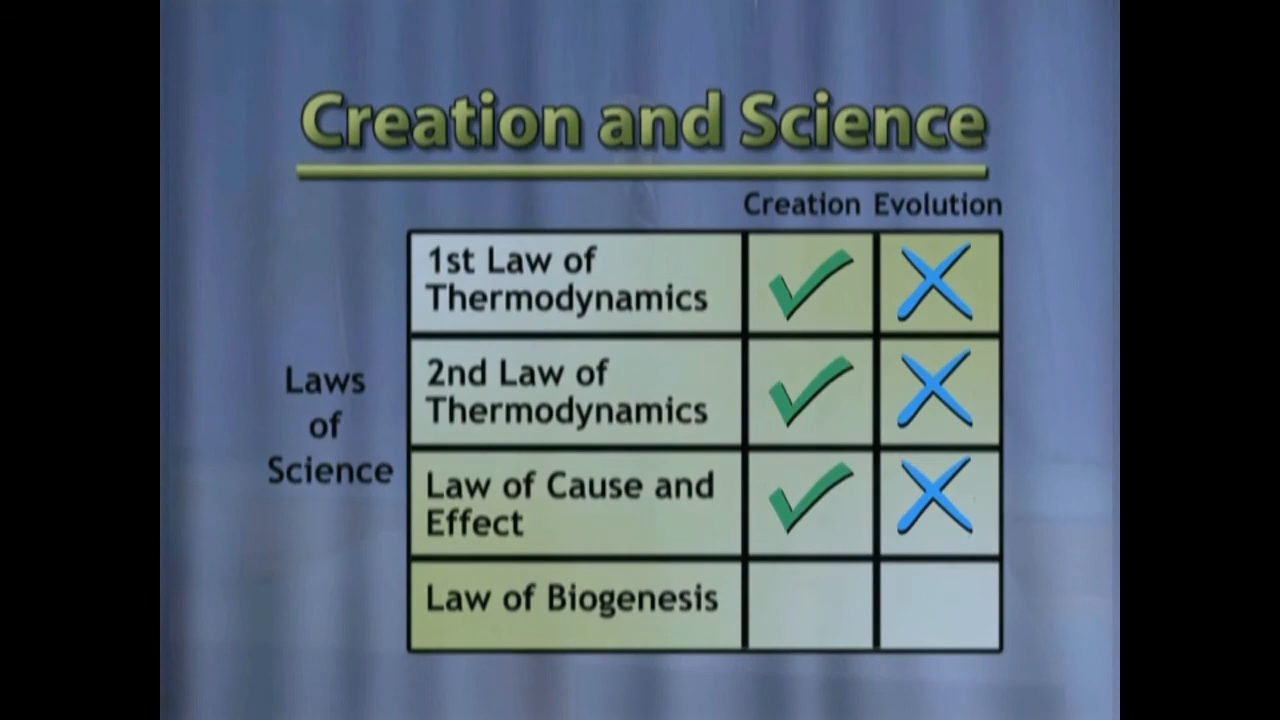 Creation and Science
Creation Evolution
1st Law of
Thermodynamics
2nd Law of
Thermodynamics
Laws
of
Science
Law of Cause and
Effect
Law of Biogenesis